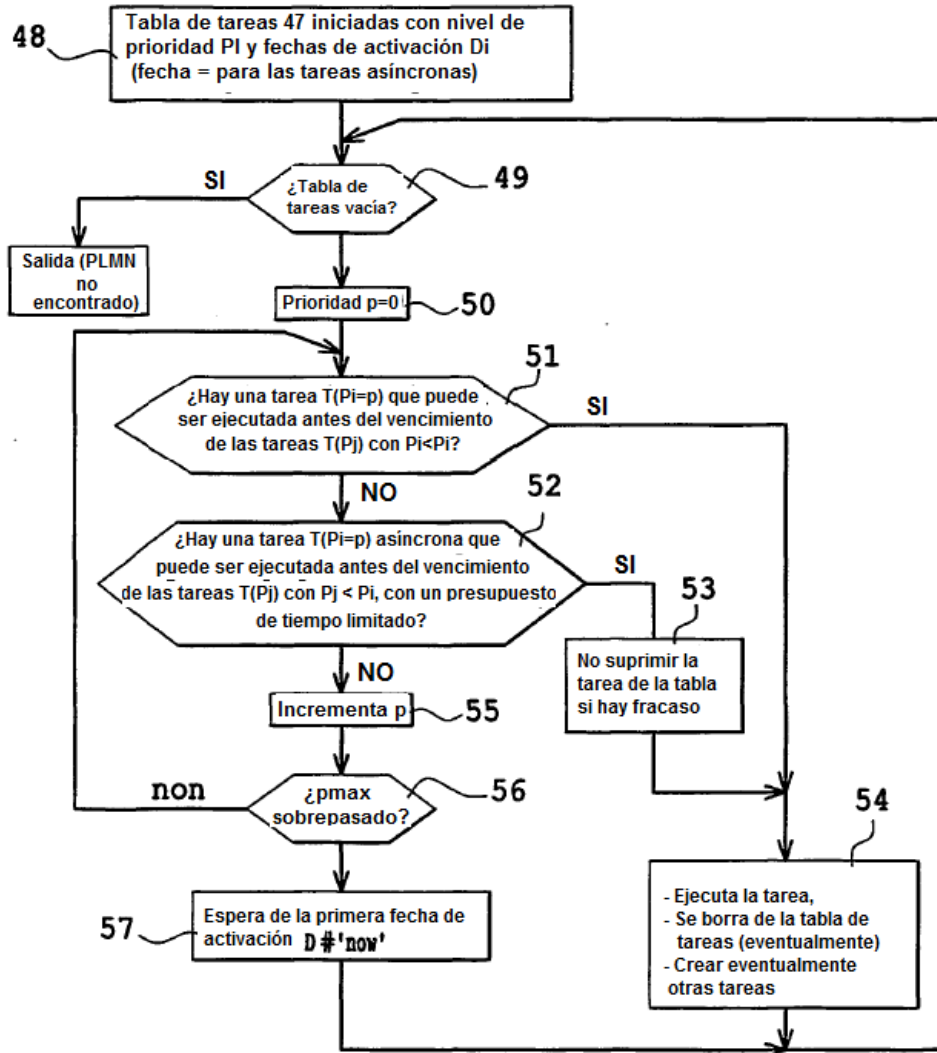 48
Tabla de tareas 47 iniciadas con nivel de
prioridad PI y fechas de activación Di
(fecha = para las tareas asíncronas)
SI
¿Tabla de
tareas vacía?
49
Salida (PLMN
no
encontrado)
Prioridad p=0
50
51
¿Hay una tarea T(Pi=p) que puede
ser ejecutada antes del vencimiento
de las tareas T(Pj) con Pi<Pi?
SI
NO
52
¿Hay una tarea T(Pi=p) asíncrona que
puede ser ejecutada antes del vencimiento
de las tareas T(Pj) con Pj < Pi, con un presupuesto
de tiempo limitado?
SI
53
No suprimir la
tarea de la tabla
si hay fracaso
NO
Incrementa p
55
non
¿pmax
sobrepasado?
56
54
- Ejecuta la tarea,
- Se borra de la tabla de
tareas (eventualmente)
- Crear eventualmente
otras tareas
57
Espera de la primera fecha de
activación D#'now'